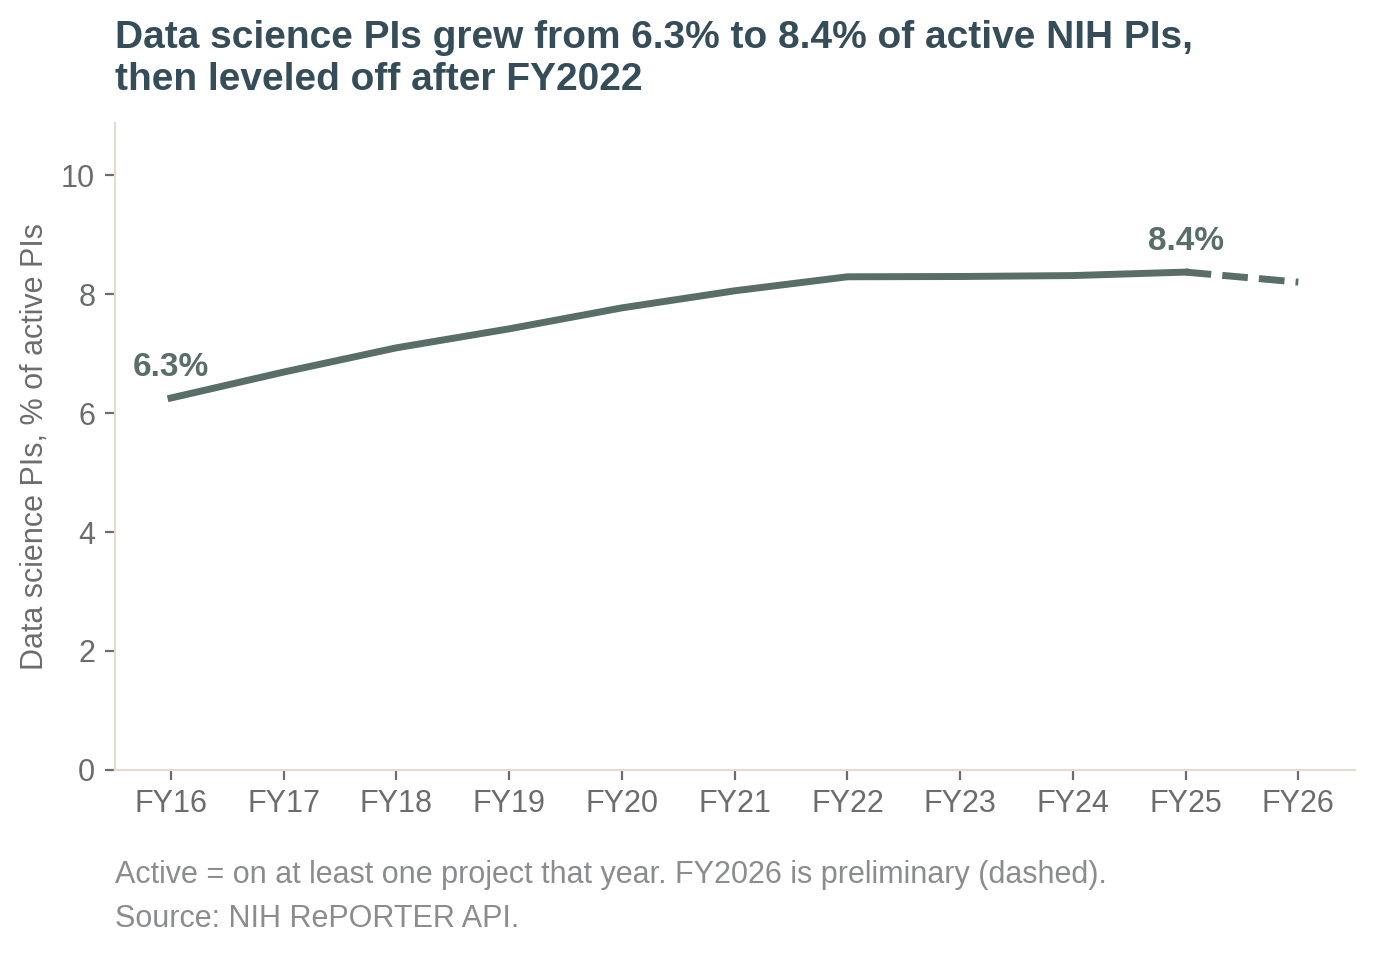 Data science PIs grew from 6.3% to 8.4% of active NIH PIs,
then leveled off after FY2022
Data science PIs, % of active PIs
10
8
6
4
2
0
6.3%
8.4%
FY16 FY17 FY18 FY19 FY20 FY21 FY22 FY23 FY24 FY25 FY26
Active = on at least one project that year. FY2026 is preliminary (dashed).
Source: NIH RePORTER API.